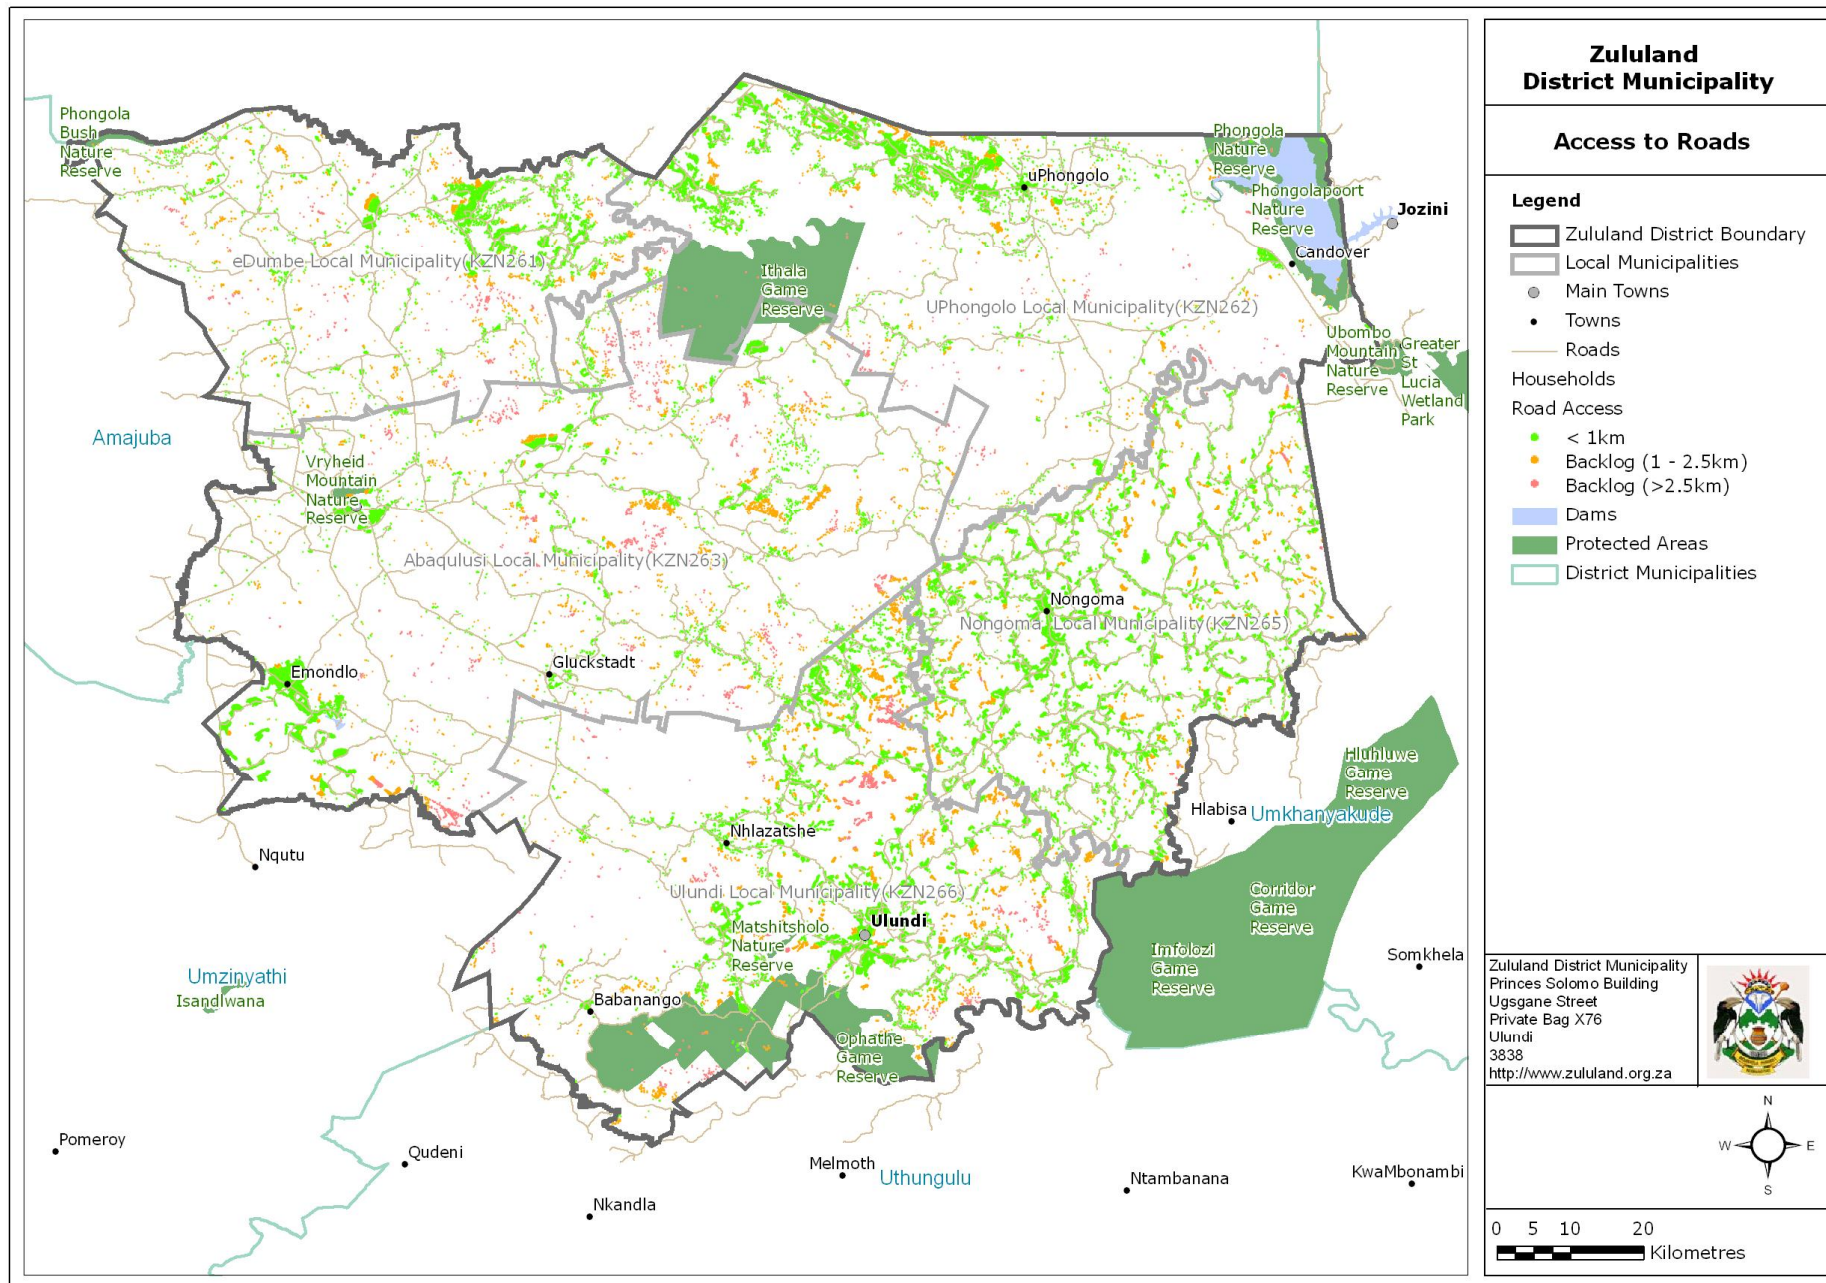 Zululand
District Municipality
Access to Roads
Legend
Zululand District Boundary
Local Municipalities
Main Towns
Towns
Roads
Households
Road Access
< 1km
Backlog (1 - 2.5km)
Backlog (>2.5km)
Dams
Protected Areas
District Municipalities
Zululand District Municipality
Princes Solomo Building
Ugsgane Street
Private Bag X76
Ulundi
3838
http://www.zululand.org.za
N
W
E
S
0 5 10 20
Kilometres
Phongola
Bush
Nature
Reserve
eDumbe Local Municipality(KZN261)
uPhongolo
Phongola
Nature
Reserve
Phongolapoort
Nature
Reserve
Jozini
Candover
Ithala
Game
Reserve
UPhongolo Local Municipality(KZN262)
Ubombo
Mountain
Nature
Reserve
Greater
St
Lucia
Wetland
Park
Amajuba
Vryheid
Mountain
Nature
Reserve
Abaqulusi Local Municipality(KZN263)
Nongoma
Nongoma Local Municipality(KZN265)
Emondlo
Gluckstadt
Hluhluwe
Game
Reserve
Hlabisa
Umkhanyakude
Nqutu
Nhlazatshe
Ulundi Local Municipality(KZN266)
Ulundi
Matshitsholo
Nature
Reserve
Corridor
Game
Reserve
Imfolozi
Game
Reserve
Somkhela
Umzinyathi
Isandlwana
Babanango
Ophathe
Game
Reserve
Pomeroy
Qudeni
Melmoth
Uthungulu
Ntambanana
KwaMbonambi
Nkandla